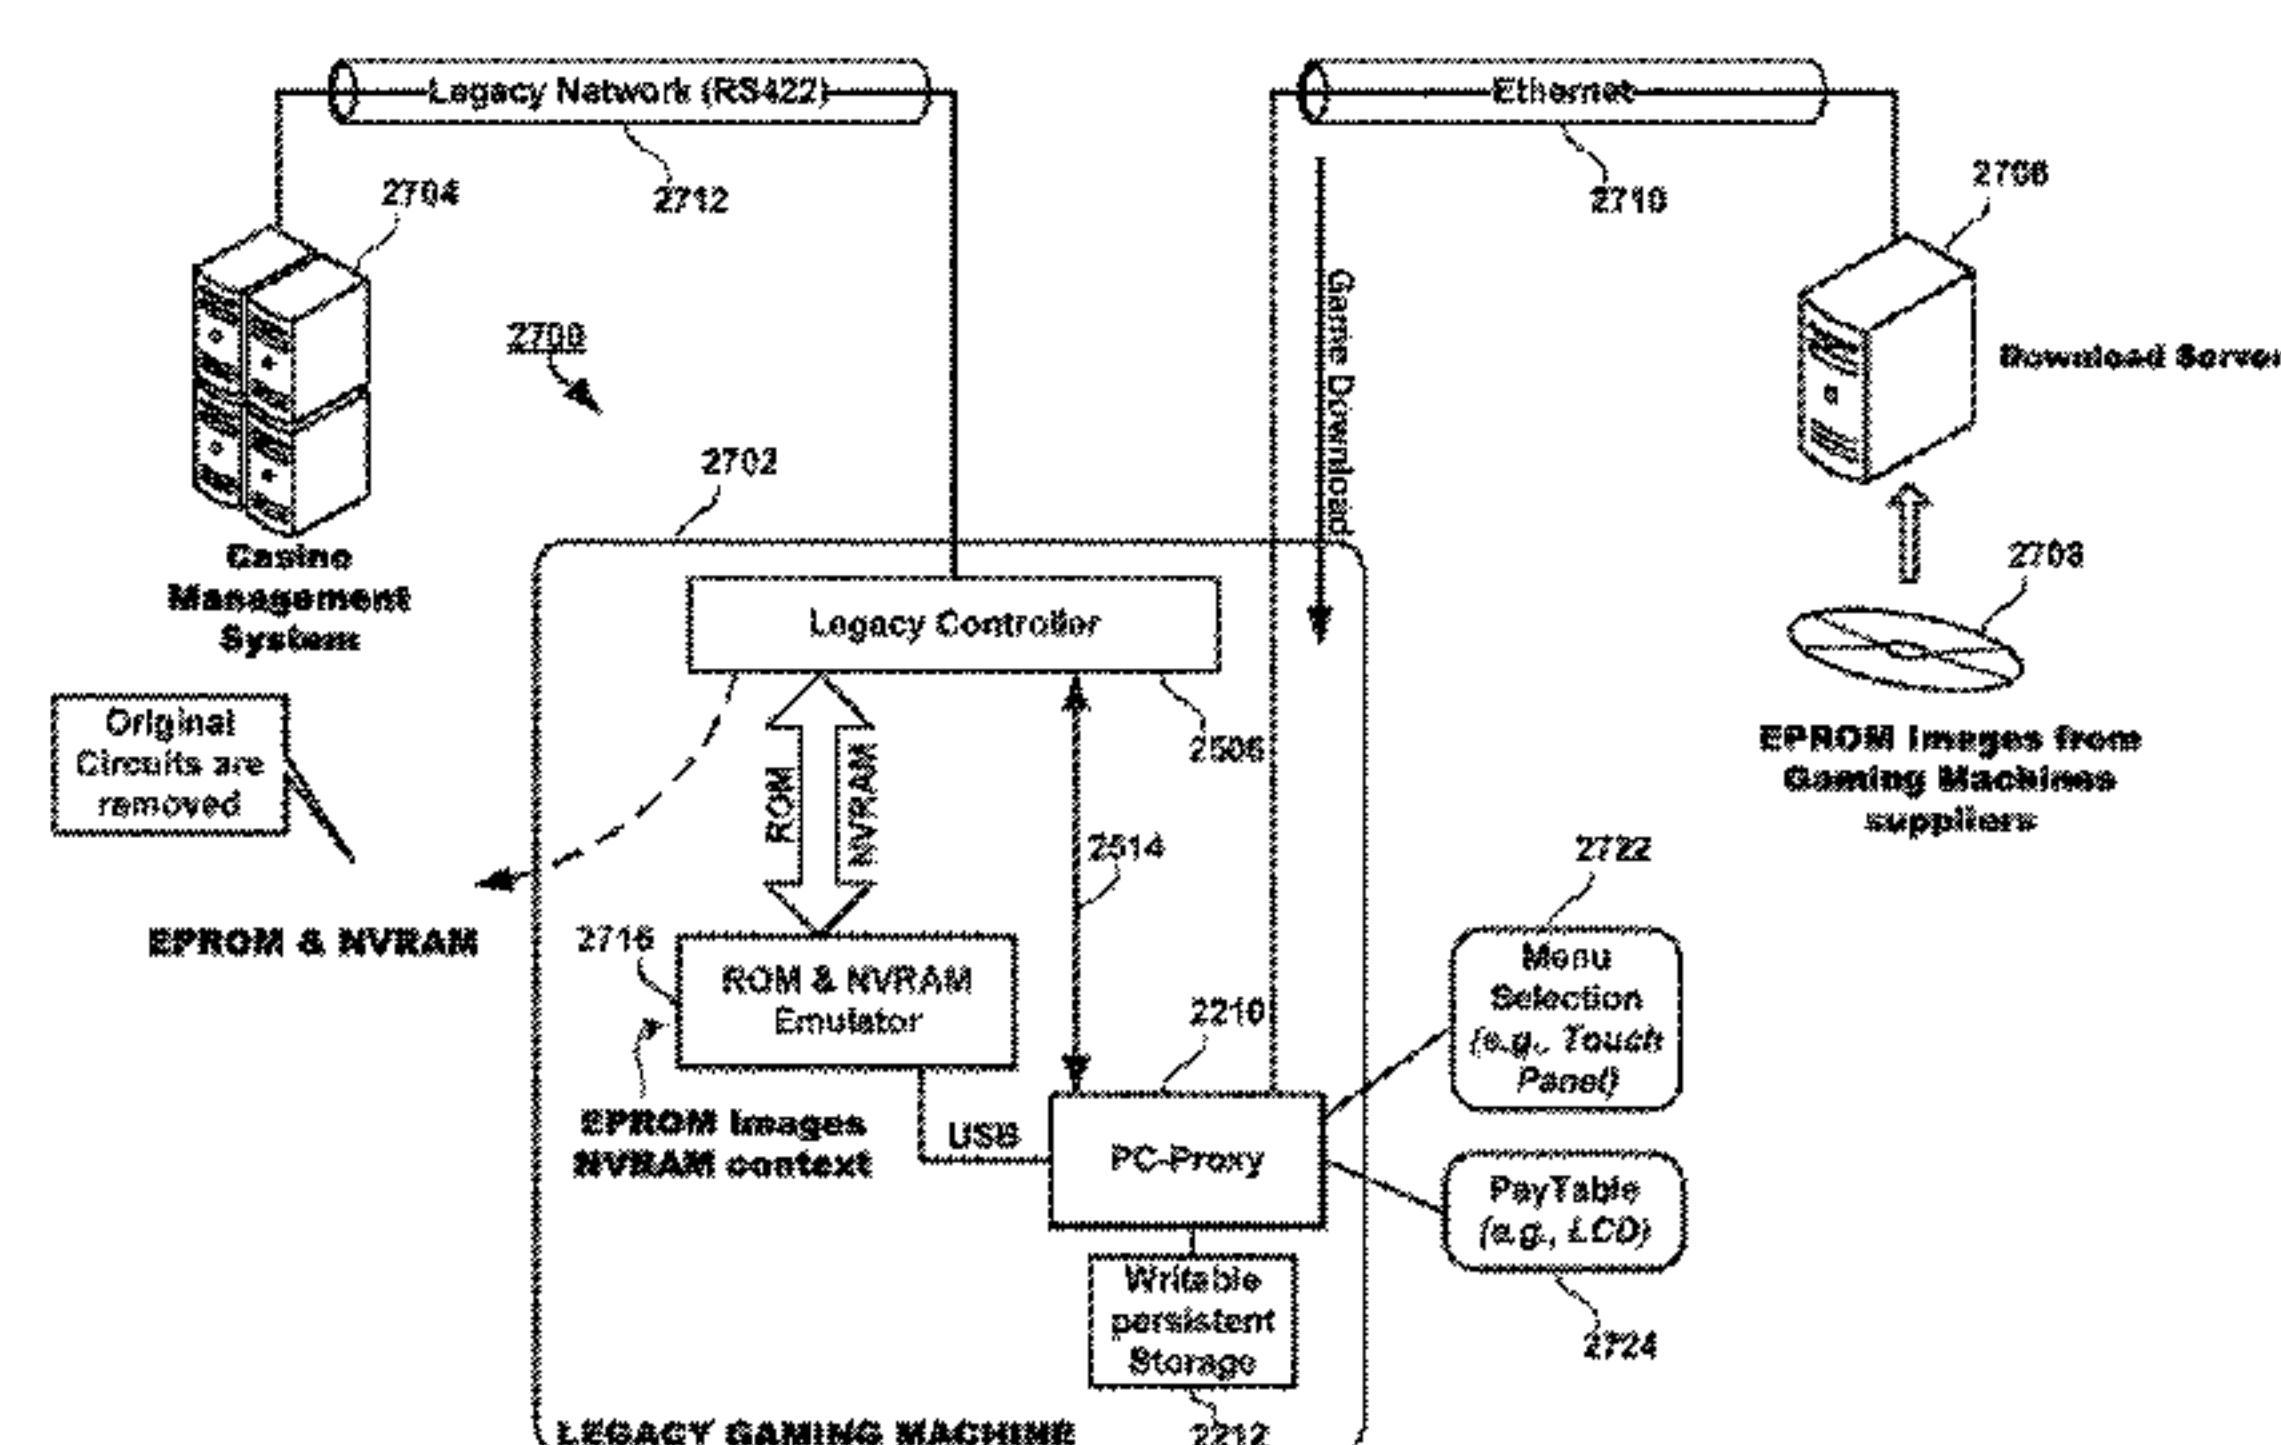 Legacy Network (RS422)
Ethernet
2712
2710
2704
2706
2700
Game Download
Download Server
2702
Casino
Management
System
Legacy Controller
2708
Original
Circuits are
removed
ROM
NVRAM
2506
EPROM Images from
Gaming Machines
suppliers
2514
2722
EPROM & NVRAM
2716
ROM & NVRAM
Emulator
2210
Menu
Selection
(e.g., Touch
Panel)
EPROM Images
NVRAM context
USB
PC-Proxy
PayTable
(e.g., LCD)
Writable
persistent
Storage
2724
LEGACY GAMING MACHINE
2212